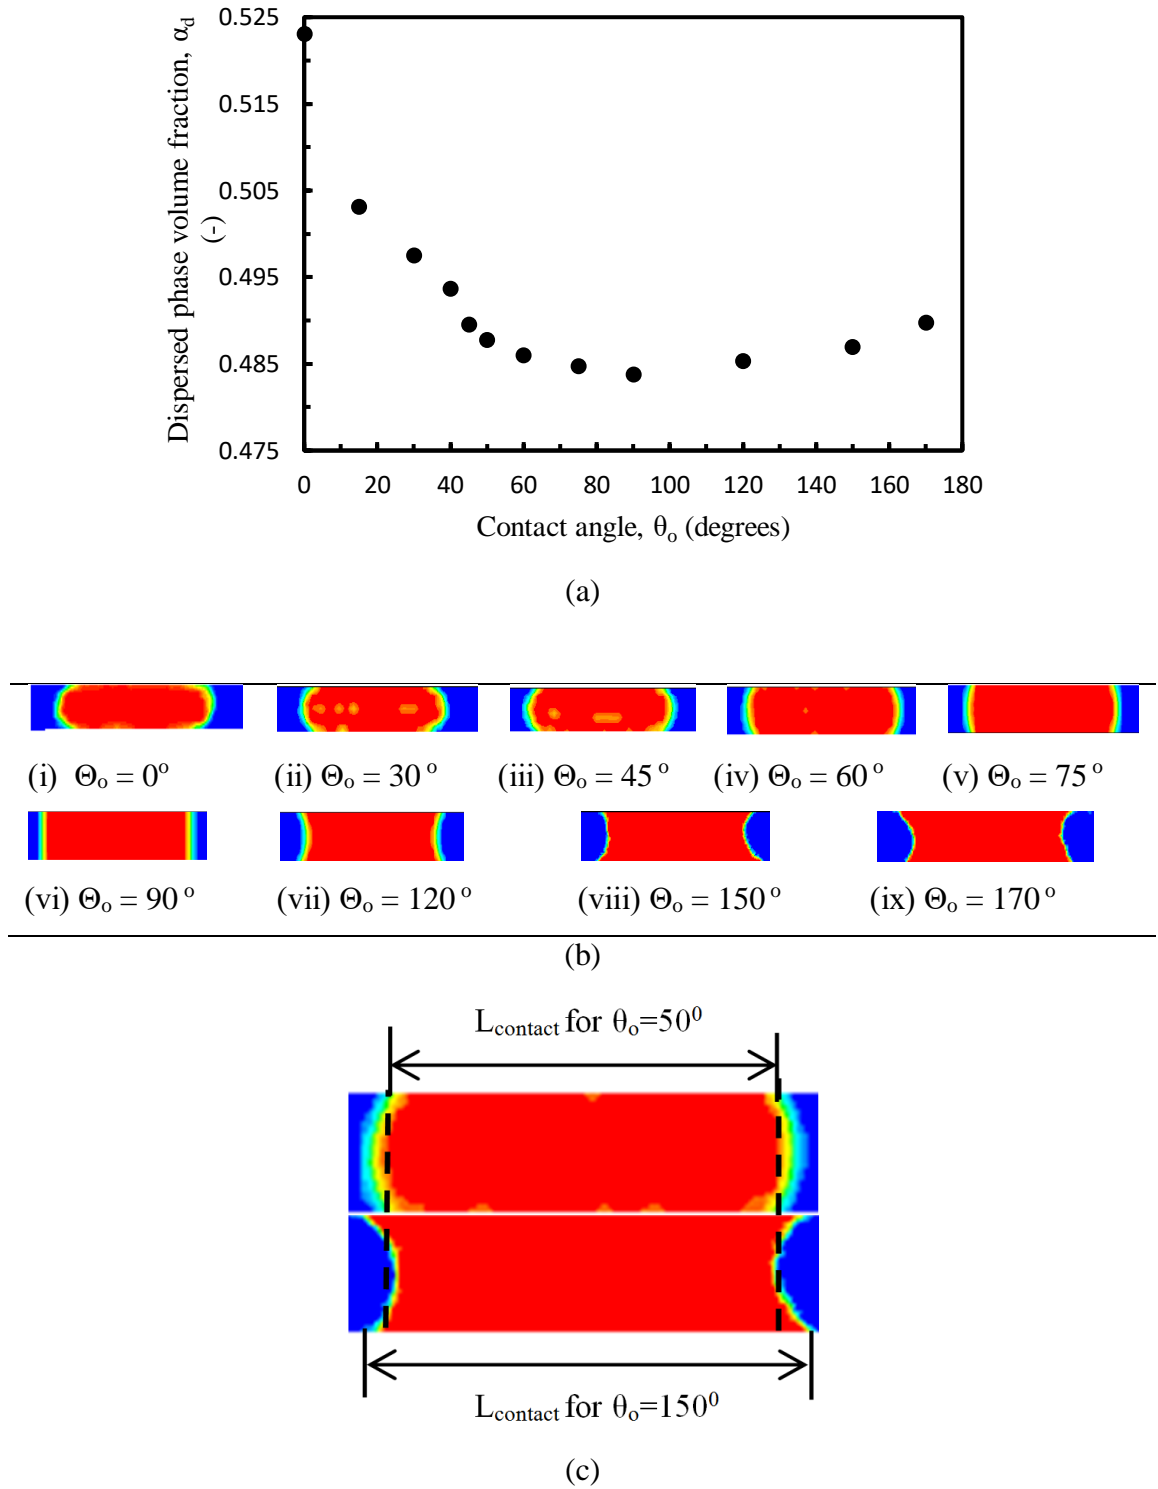 Dispersed phase volume fraction, αd
(-)
0.525
0.515
0.505
0.495
0.485
0.475
0 20 40 60 80 100 120 140 160 180
Contact angle, θo (degrees)
(a)
(i) Θo = 0o (ii) Θo = 30 o (iii) Θo = 45 o (iv) Θo = 60 o (v) Θo = 75 o
(vi) Θo = 90 o (vii) Θo = 120 o (viii) Θo = 150 o (ix) Θo = 170 o
(b)
Lcontact for θo=50⁰
Lcontact for θo=150⁰
(c)